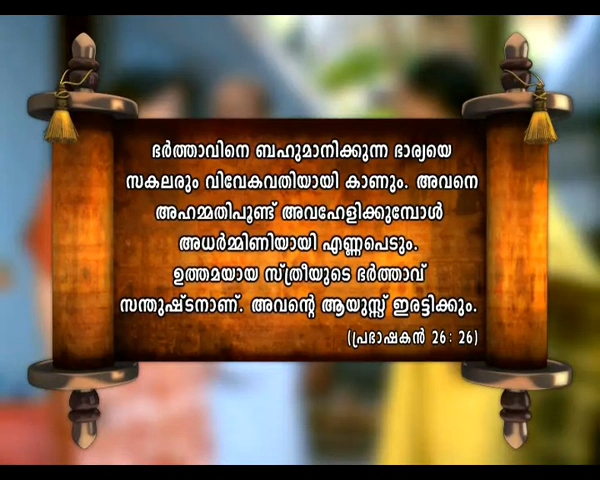 ഭർത്താവിനെ ബഹുമാനിക്കുന്ന ഭാര്യയെ
സകലരും വിവേകവതിയായി കാണും. അവനെ
അഹമ്മതിപൂണ്ട് അവഹേളിക്കുമ്പോൾ
അധർമ്മിണിയായി എണ്ണപെടും.
ഉത്തമയായ സ്ത്രീയുടെ ഭർത്താവ്
സന്തുഷ്ടനാണ്. അവന്റെ ആയുസ്സ് ഇരട്ടിക്കും.
(പ്രഭാഷകൻ 26: 26)